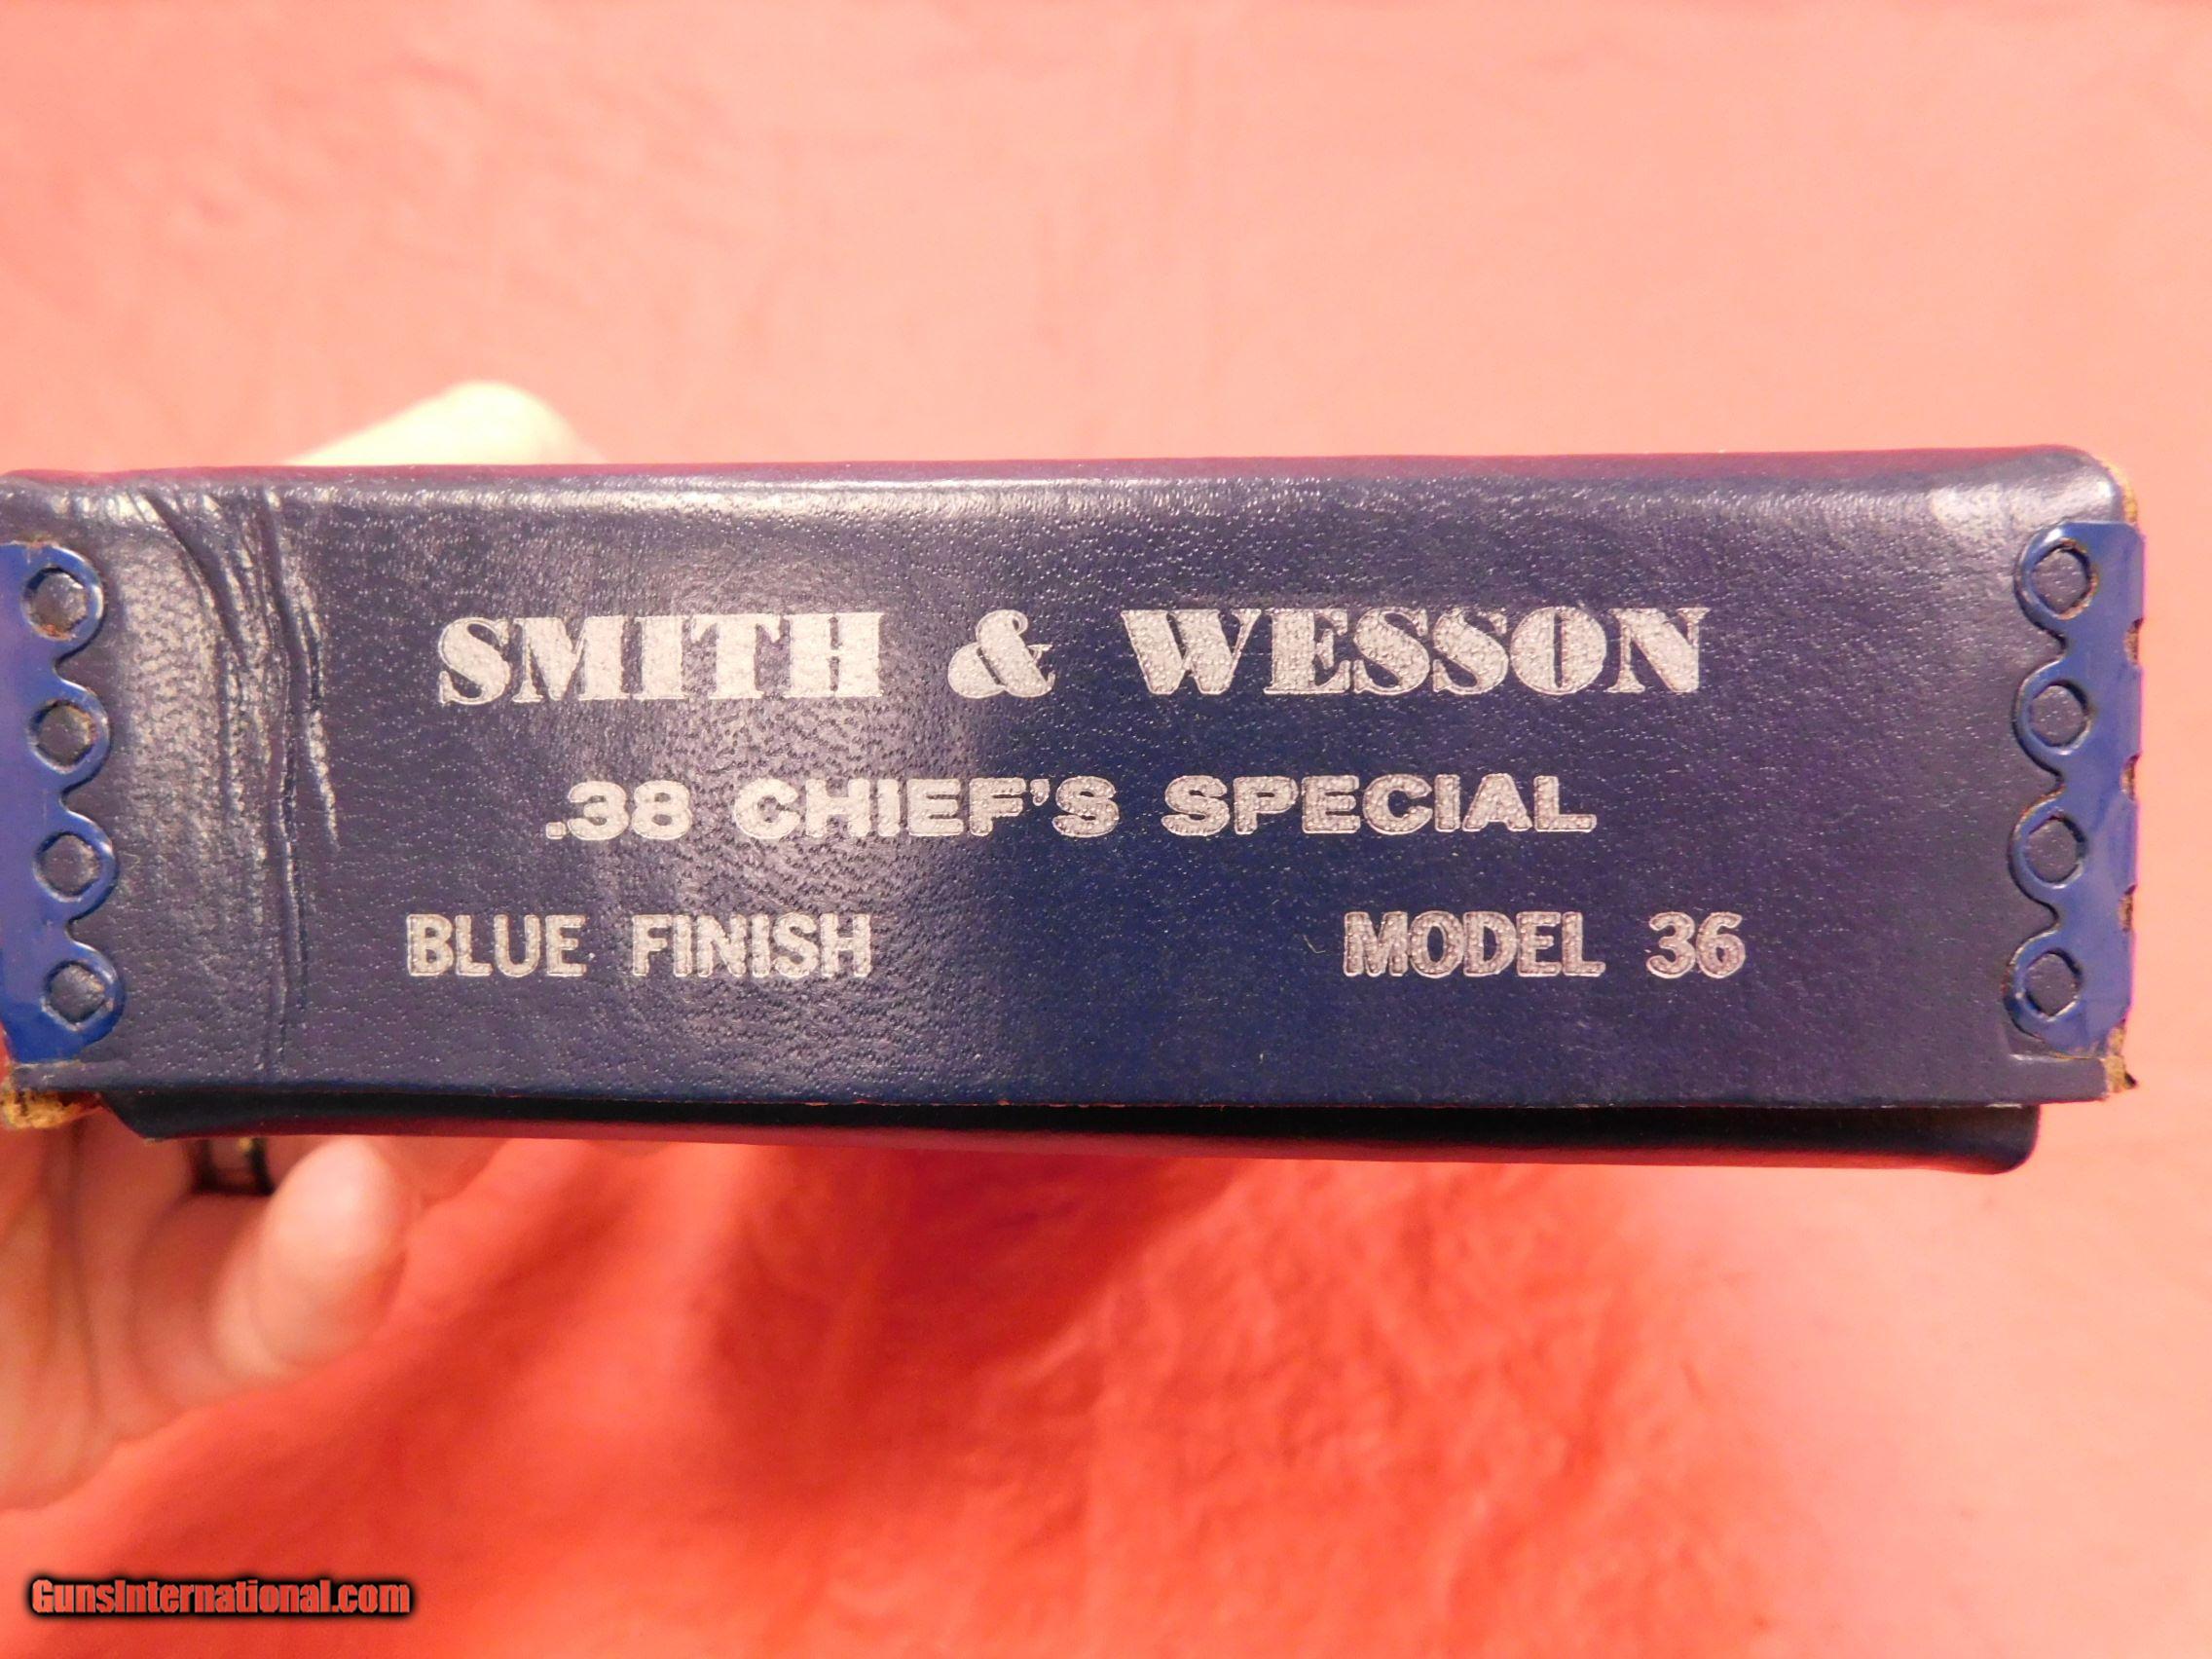 SMITH & WESSON
.38 CHIEF'S SPECIAL
BLUE FINISH MODEL 36
GunsInternational.com